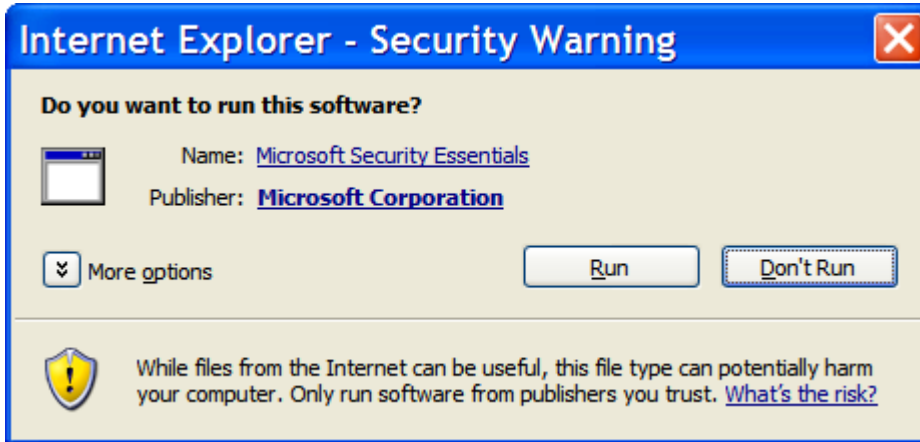 Internet Explorer - Security Warning
Do you want to run this software?
Name: Microsoft Security Essentials
Publisher: Microsoft Corporation
More options Run Don't Run
While files from the Internet can be useful, this file type can potentially harm
your computer. Only run software from publishers you trust. What's the risk?